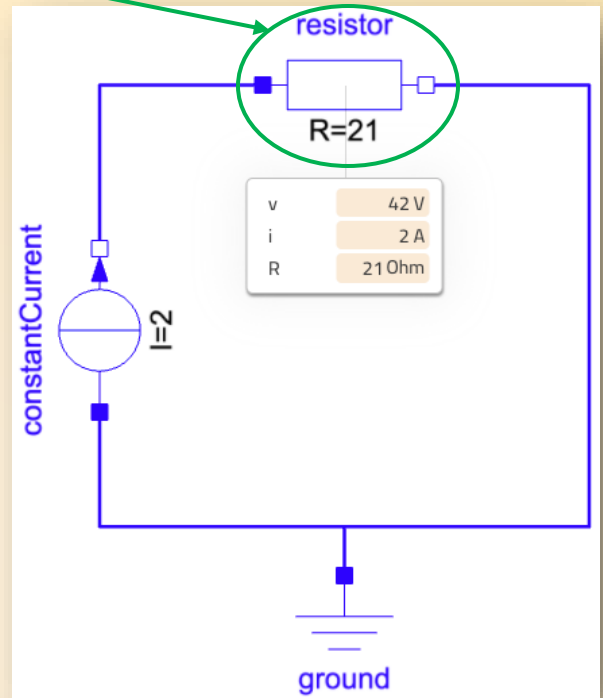 resistor
R=21
v 42 V
i 2 A
R 21 Ohm
constantCurrent
I=2
ground